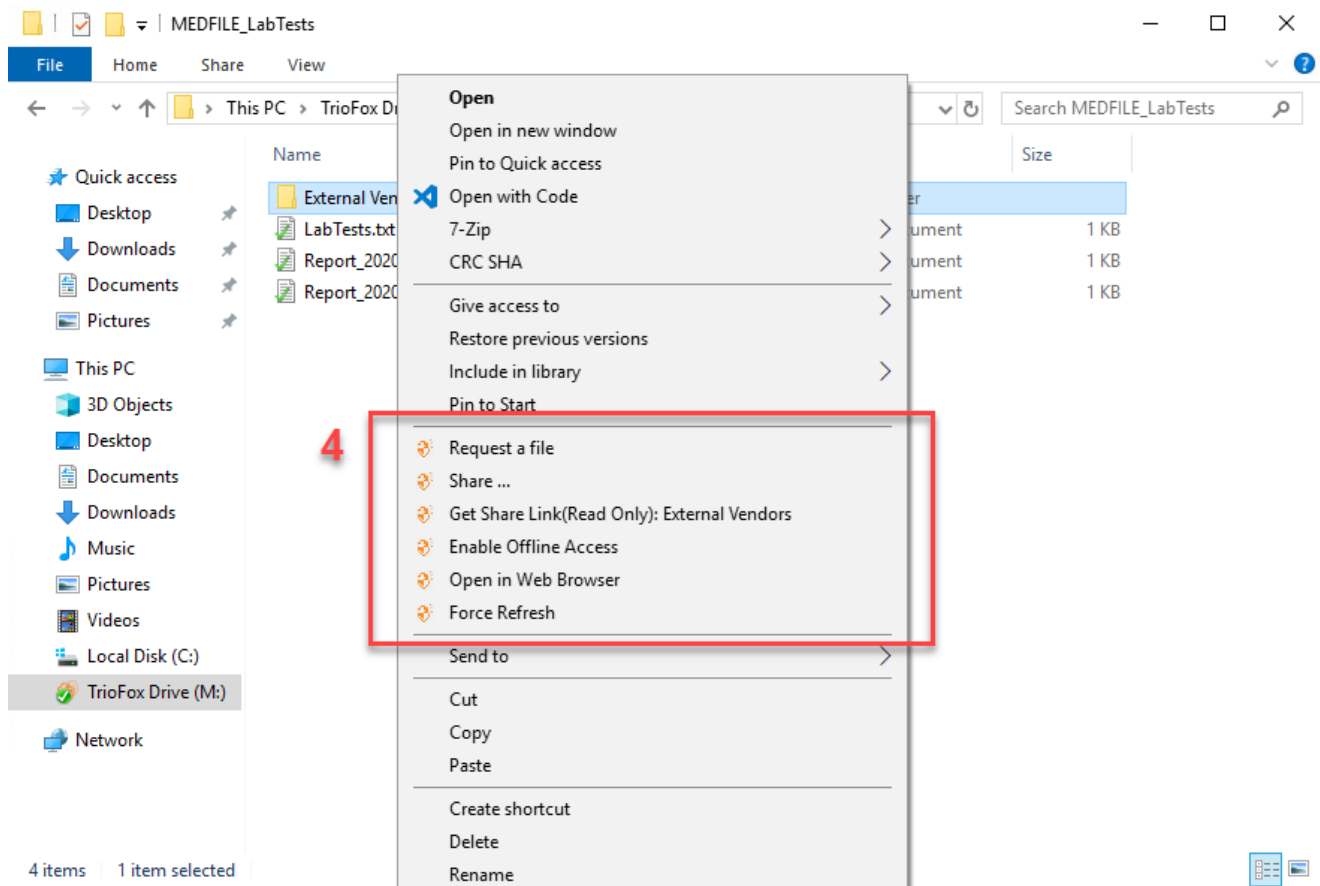 MEDFILE_LabTests
File Home Share View
This PC > TrioFox Dr
Search MEDFILE_LabTests
Quick access
Desktop
Downloads
Documents
Pictures
This PC
3D Objects
Desktop
Documents
Downloads
Music
Pictures
Videos
Local Disk (C:)
TrioFox Drive (M:)
Network
Name Size
External Ven er
LabTests.txt ument 1 KB
Report_2020 ument 1 KB
Report_2020 ument 1 KB
Open
Open in new window
Pin to Quick access
Open with Code
7-Zip
CRC SHA
Give access to
Restore previous versions
Include in library
Pin to Start
4
Request a file
Share ...
Get Share Link(Read Only): External Vendors
Enable Offline Access
Open in Web Browser
Force Refresh
Send to
Cut
Copy
Paste
Create shortcut
Delete
Rename
4 items 1 item selected